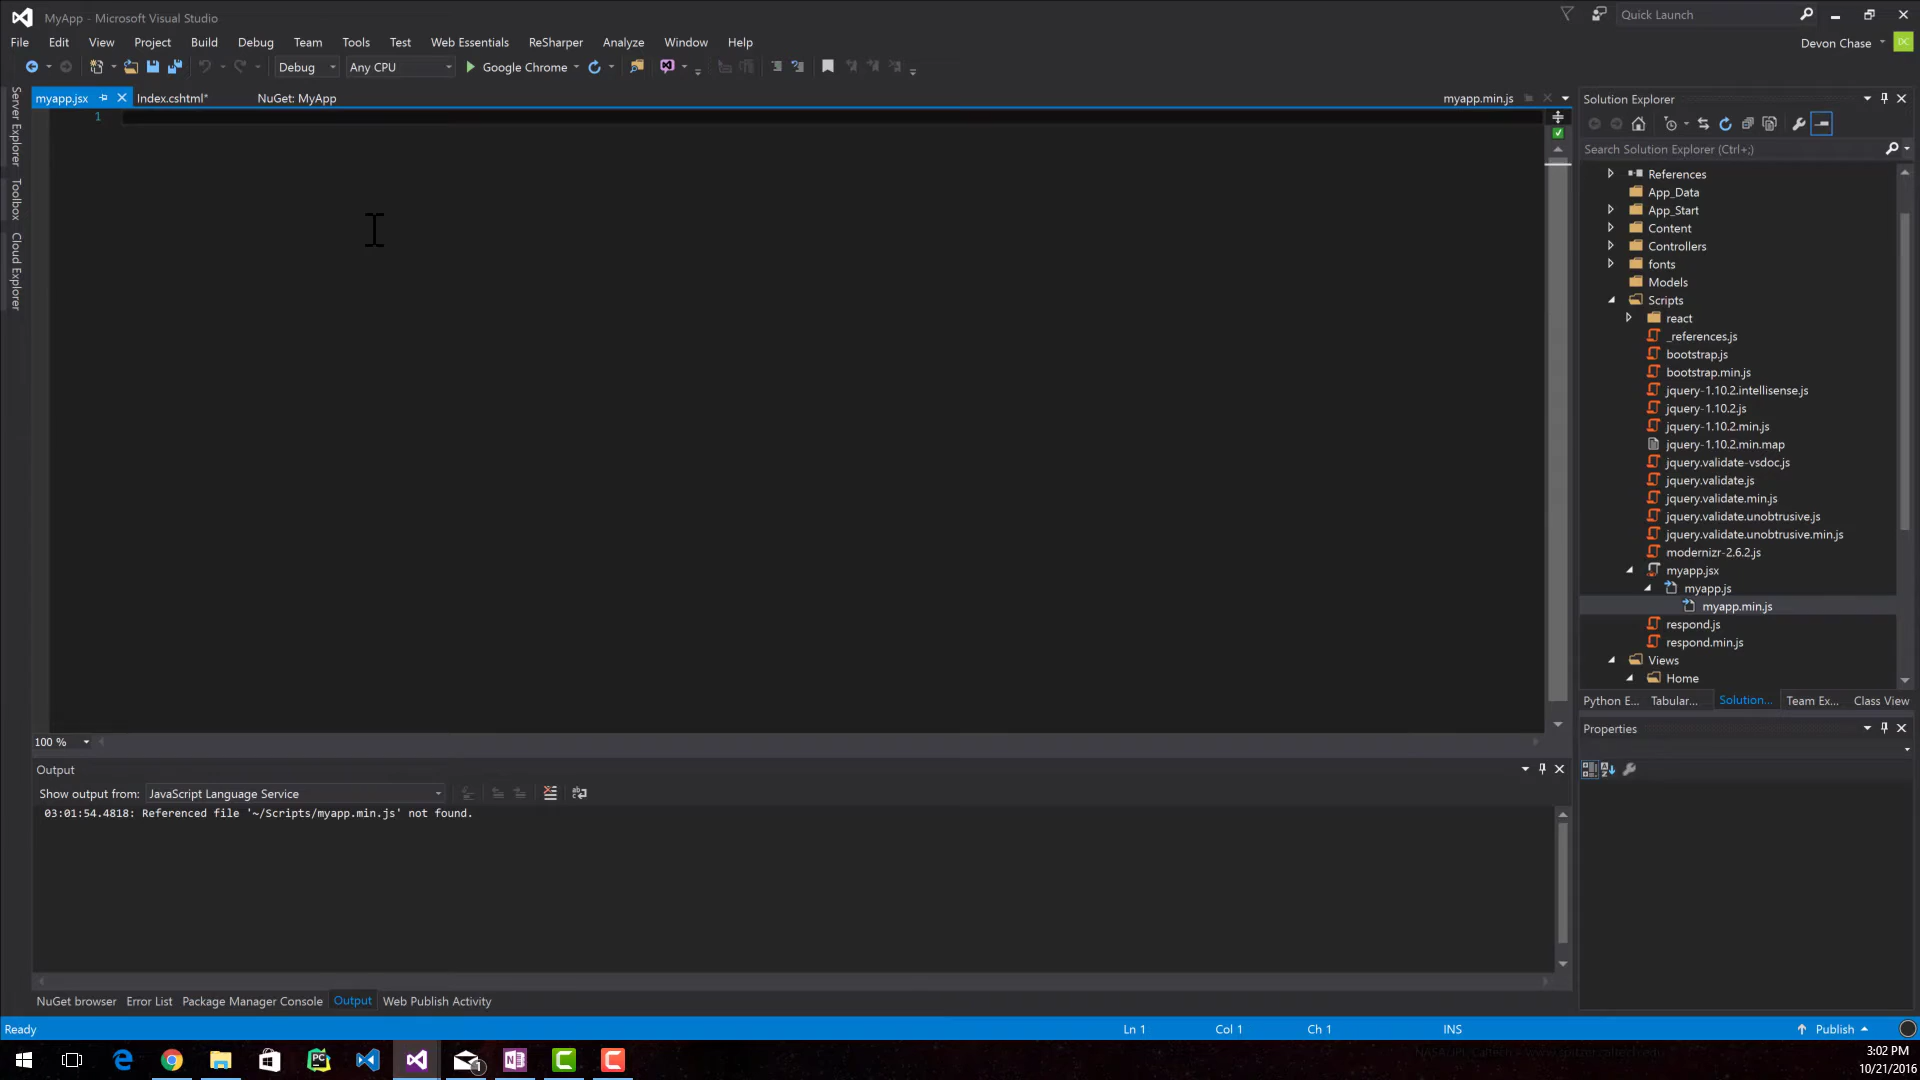 MyApp - Microsoft Visual Studio
Quick Launch
File Edit View Project Build Debug Team Tools Test Web Essentials ReSharper Analyze Window Help
Devon Chase
DC
Debug Any CPU Google Chrome
myapp.jsx Index.cshtml* NuGet: MyApp myapp.min.js
Server Explorer
Toolbox
Cloud Explorer
1
Solution Explorer
Search Solution Explorer (Ctrl+;)
References
App_Data
App_Start
Content
Controllers
fonts
Models
Scripts
react
_references.js
bootstrap.js
bootstrap.min.js
jquery-1.10.2.intellisense.js
jquery-1.10.2.js
jquery-1.10.2.min.js
jquery-1.10.2.min.map
jquery.validate-vsdoc.js
jquery.validate.js
jquery.validate.min.js
jquery.validate.unobtrusive.js
jquery.validate.unobtrusive.min.js
modernizr-2.6.2.js
myapp.jsx
myapp.js
myapp.min.js
respond.js
respond.min.js
Views
Home
Python E... Tabular... Solution... Team Ex... Class View
Properties
100 %
Output
Show output from: JavaScript Language Service
03:01:54.4818: Referenced file '~/Scripts/myapp.min.js' not found.
NuGet browser Error List Package Manager Console Output Web Publish Activity
Ready Ln 1 Col 1 Ch 1 INS Publish
3:02 PM
10/21/2016